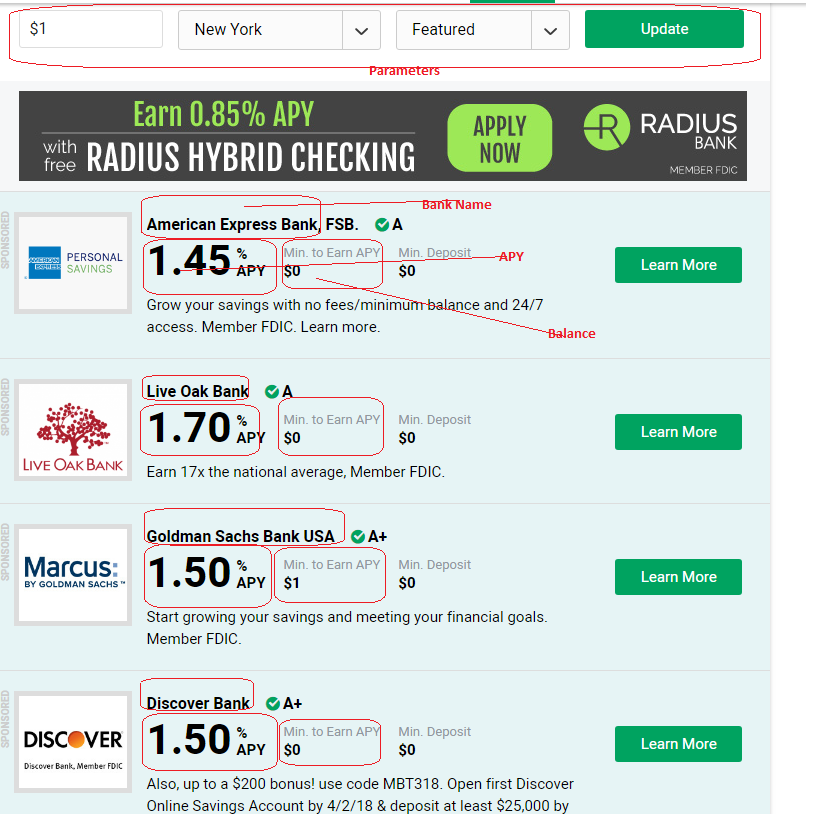 $1 New York Featured Update
Parameters
Earn 0.85% APY
with free RADIUS HYBRID CHECKING
APPLY NOW
RADIUS BANK
MEMBER FDIC
SPONSORED
AMERICAN EXPRESS
PERSONAL SAVINGS
American Express Bank, FSB. A
Bank Name
1.45 % APY
Min. to Earn APY
$0
Min. Deposit
$0
APY
Learn More
Grow your savings with no fees/minimum balance and 24/7
access. Member FDIC. Learn more.
Balance
SPONSORED
LIVE OAK BANK
Live Oak Bank A
1.70 % APY
Min. to Earn APY
$0
Min. Deposit
$0
Learn More
Earn 17x the national average, Member FDIC.
SPONSORED
Marcus:
BY GOLDMAN SACHS™
Goldman Sachs Bank USA A+
1.50 % APY
Min. to Earn APY
$1
Min. Deposit
$0
Learn More
Start growing your savings and meeting your financial goals.
Member FDIC.
SPONSORED
DISCOVER
Discover Bank, Member FDIC
Discover Bank A+
1.50 % APY
Min. to Earn APY
$0
Min. Deposit
$0
Learn More
Also, up to a $200 bonus! use code MBT318. Open first Discover
Online Savings Account by 4/2/18 & deposit at least $25,000 by